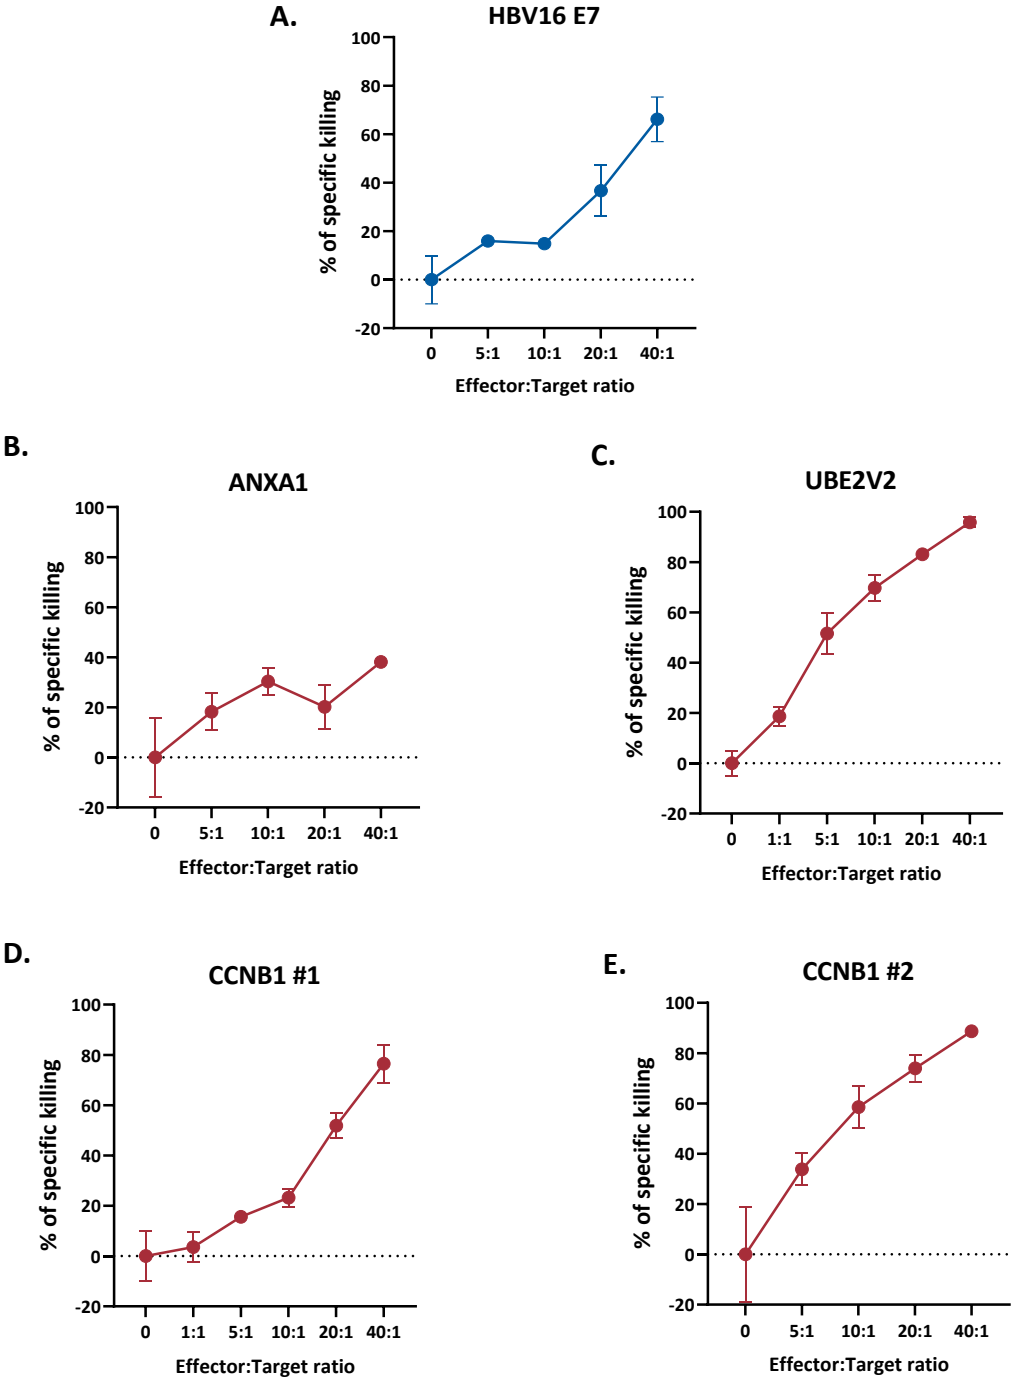 A.
HBV16 E7
% of specific killing
100
80
60
40
20
0
-20
0 5:1 10:1 20:1 40:1
Effector:Target ratio
B.
ANXA1
% of specific killing
100
80
60
40
20
0
-20
0 5:1 10:1 20:1 40:1
Effector:Target ratio
C.
UBE2V2
% of specific killing
100
80
60
40
20
0
-20
0 1:1 5:1 10:1 20:1 40:1
Effector:Target ratio
D.
CCNB1 #1
% of specific killing
100
80
60
40
20
0
-20
0 1:1 5:1 10:1 20:1 40:1
Effector:Target ratio
E.
CCNB1 #2
% of specific killing
100
80
60
40
20
0
-20
0 5:1 10:1 20:1 40:1
Effector:Target ratio